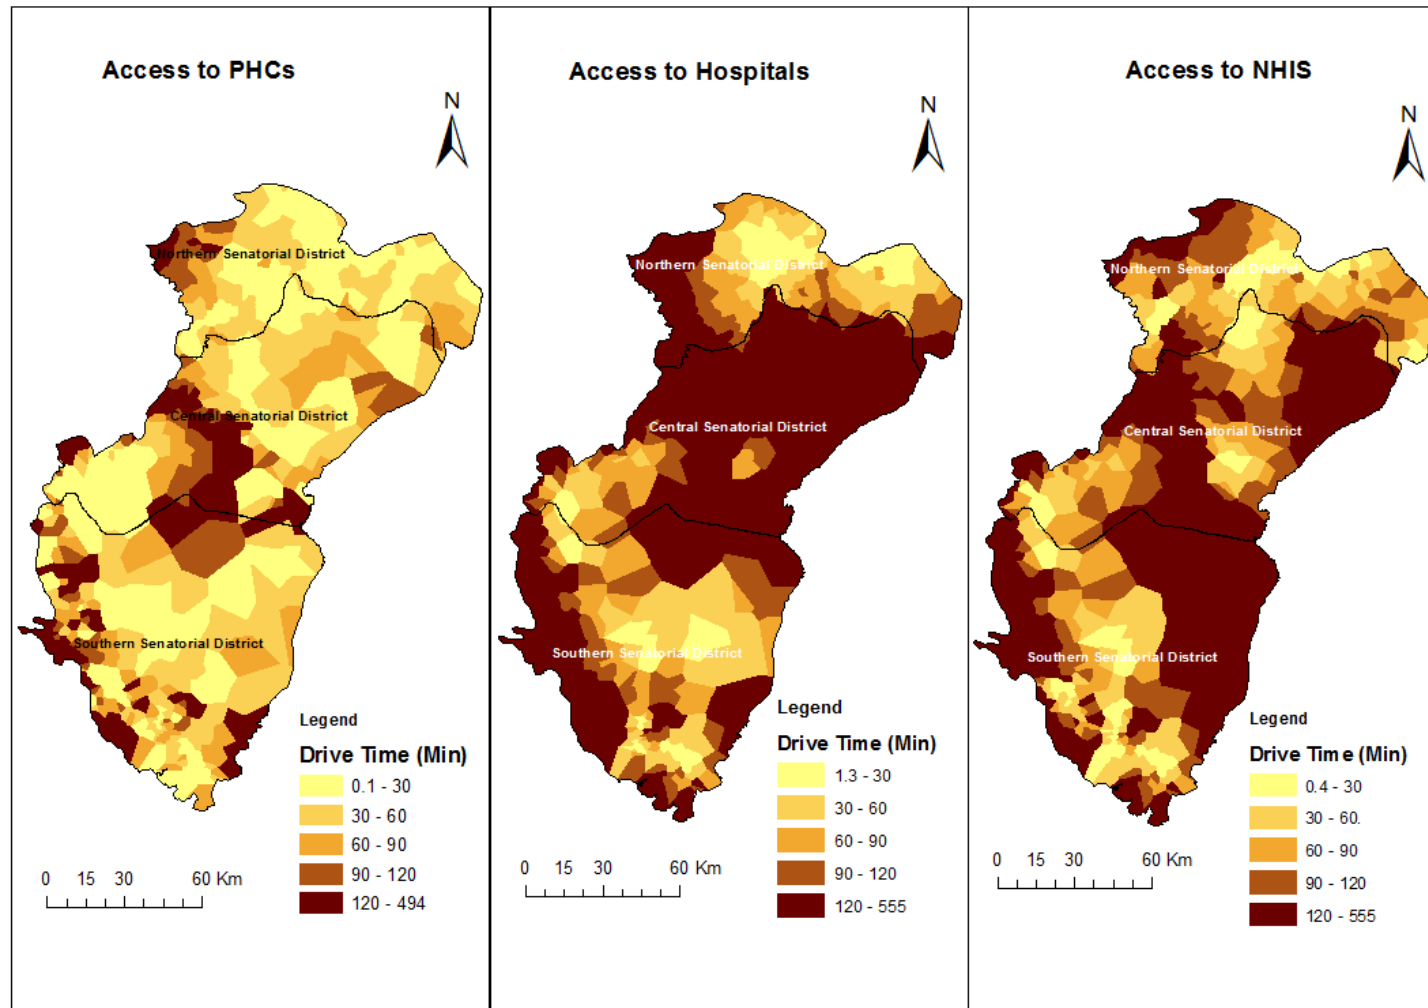 Access to PHCs
N
Northern Senatorial District
Central Senatorial District
Southern Senatorial District
Legend
Drive Time (Min)
0.1 - 30
30 - 60
60 - 90
90 - 120
120 - 494
0 15 30 60 Km
Access to Hospitals
N
Northern Senatorial District
Central Senatorial District
Southern Senatorial District
Legend
Drive Time (Min)
1.3 - 30
30 - 60
60 - 90
90 - 120
120 - 555
0 15 30 60 Km
Access to NHIS
N
Northern Senatorial District
Central Senatorial District
Southern Senatorial District
Legend
Drive Time (Min)
0.4 - 30
30 - 60.
60 - 90
90 - 120
120 - 555
0 15 30 60 Km